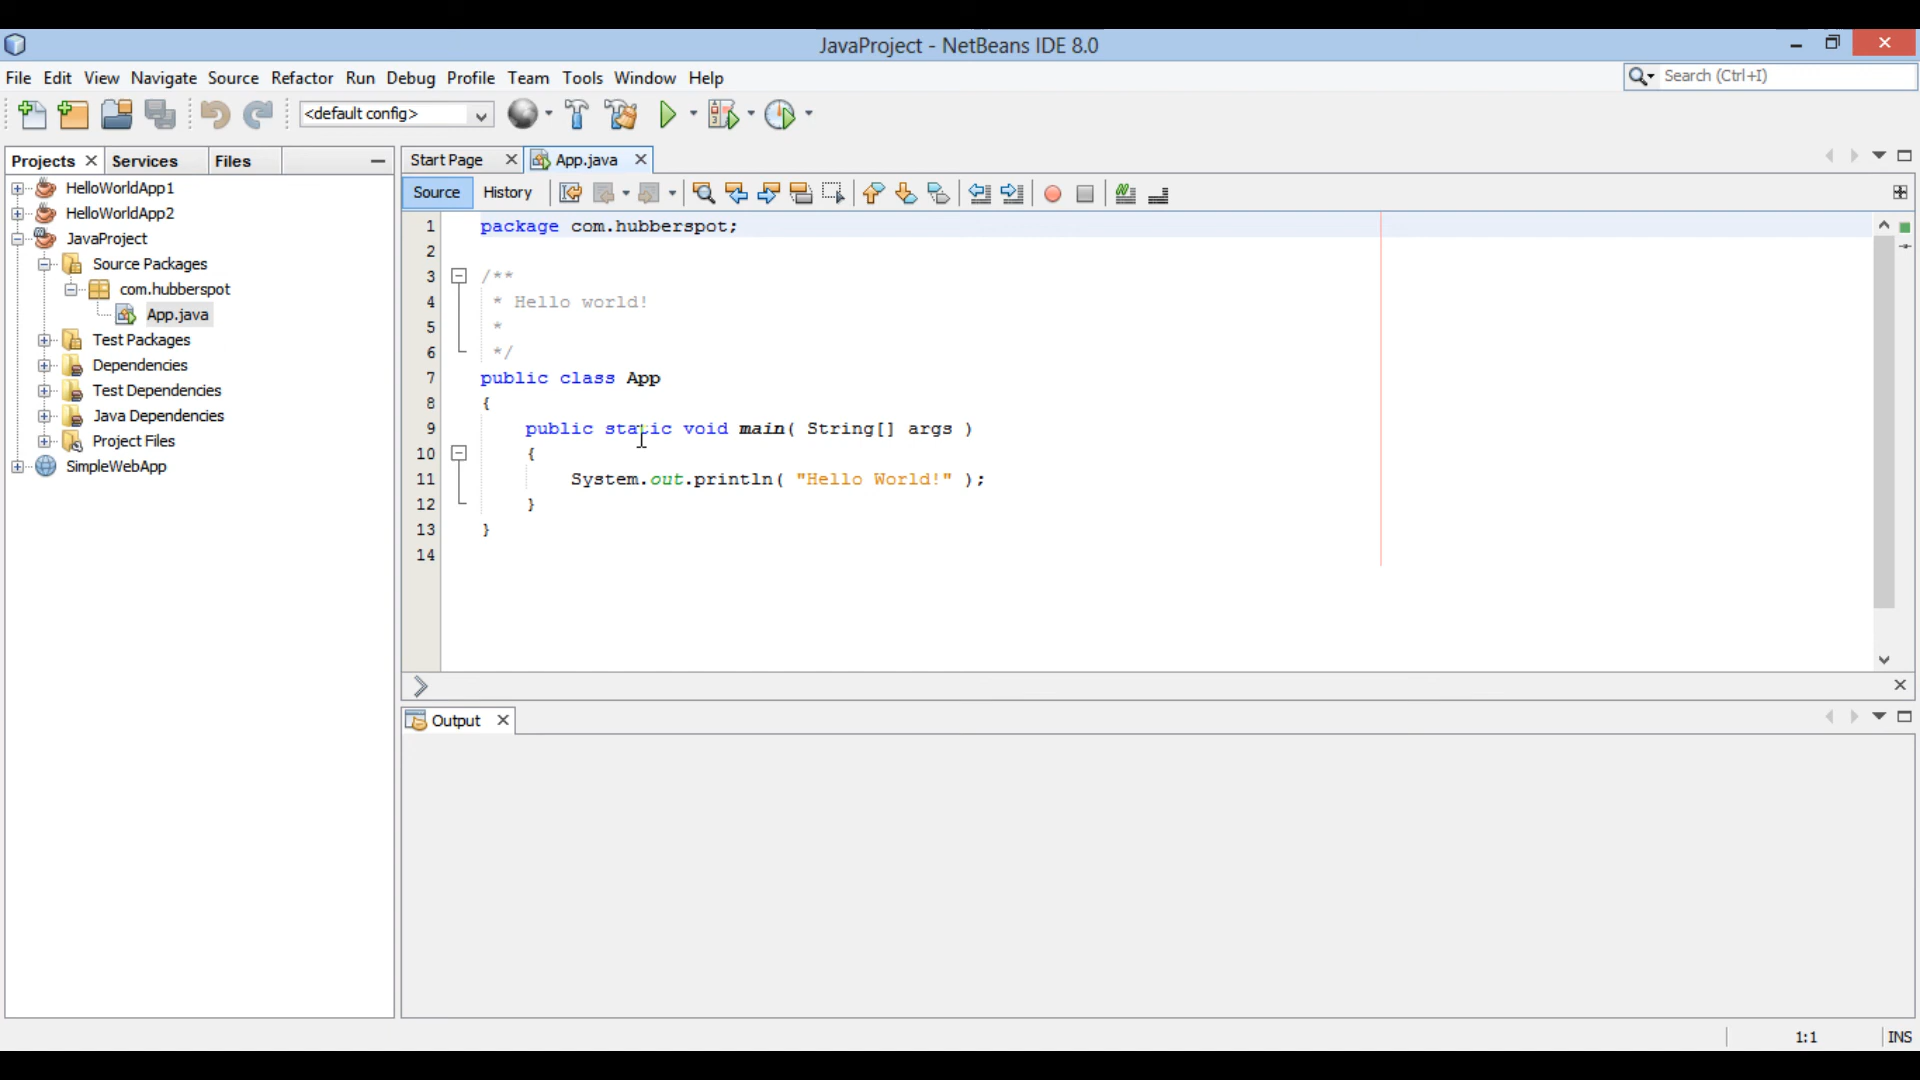 JavaProject - NetBeans IDE 8.0
File Edit View Navigate Source Refactor Run Debug Profile Team Tools Window Help
Search (Ctrl+I)
<default config>
Projects Services Files
HelloWorldApp1
HelloWorldApp2
JavaProject
Source Packages
com.hubberspot
App.java
Test Packages
Dependencies
Test Dependencies
Java Dependencies
Project Files
SimpleWebApp
Start Page App.java
Source History
1 package com.hubberspot;
2
3 /**
4 * Hello world!
5 *
6 */
7 public class App
8 {
9 public static void main( String[] args )
10 {
11 System.out.println( "Hello World!" );
12 }
13 }
14
Output
1:1 INS